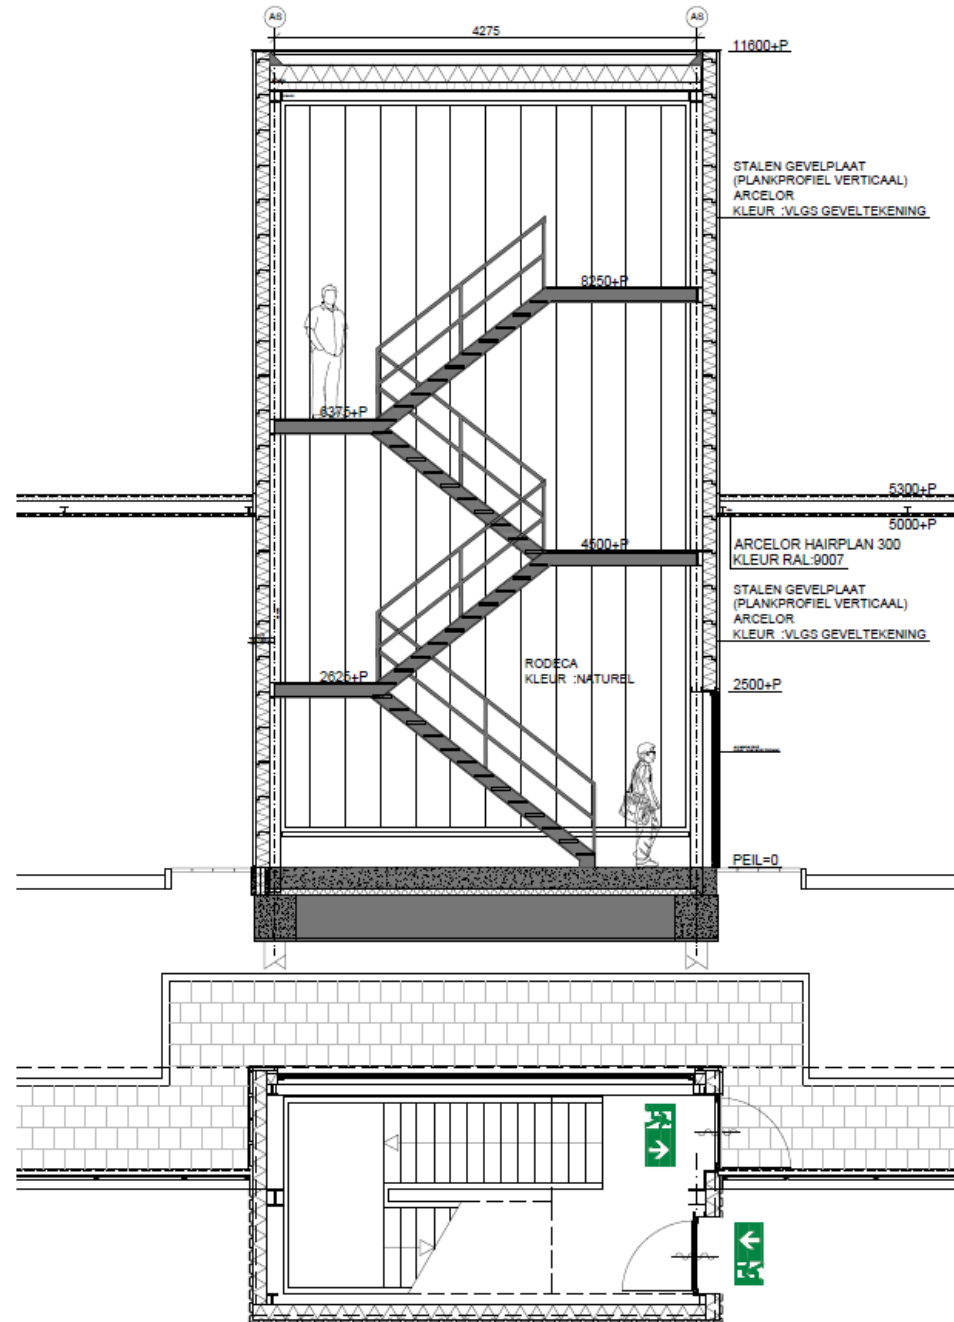 AS
AS
4275
11600+P
STALEN GEVELPLAAT
(PLANKPROFIEL VERTICAAL)
ARCELOR
KLEUR :VLGS GEVELTEKENING
8250+P
6375+P
5300+P
5000+P
4500+P
ARCELOR HAIRPLAN 300
KLEUR RAL:9007
STALEN GEVELPLAAT
(PLANKPROFIEL VERTICAAL)
ARCELOR
KLEUR :VLGS GEVELTEKENING
RODECA
KLEUR :NATUREL
2625+P
2500+P
PEIL=0